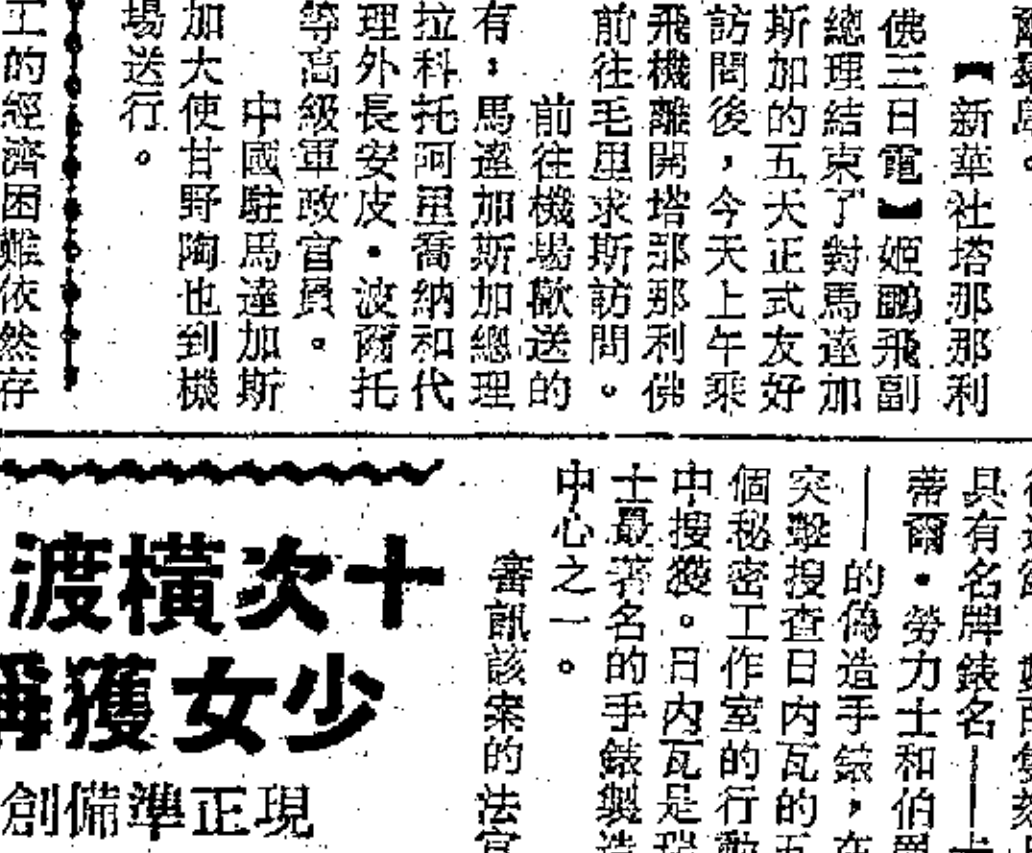 【新華社塔那那利
佛三日電】姬鵬飛副
總理結束了對馬達加
斯加的五天正式友好
訪問後，今天上午乘
飛機離開塔那那利佛
前往毛里求斯訪問。
前往機場歡送的
有：馬達加斯加總理
拉科托阿里喬納和代
理外長安皮·波爾托
等高級軍政官員。
中國駐馬達加斯
加大使甘野陶也到機
場送行。
工的經濟困難依然存
具有名牌錶名——卡
蒂爾·勞力士和伯爵
——的偽造手錶，在
突擊搜查日內瓦的五
個秘密工作室的行動
中搜獲。日內瓦是瑞
士最著名的手錶製造
中心之一。
審訊該案的法官
十次橫渡
少女獲
現正準備創